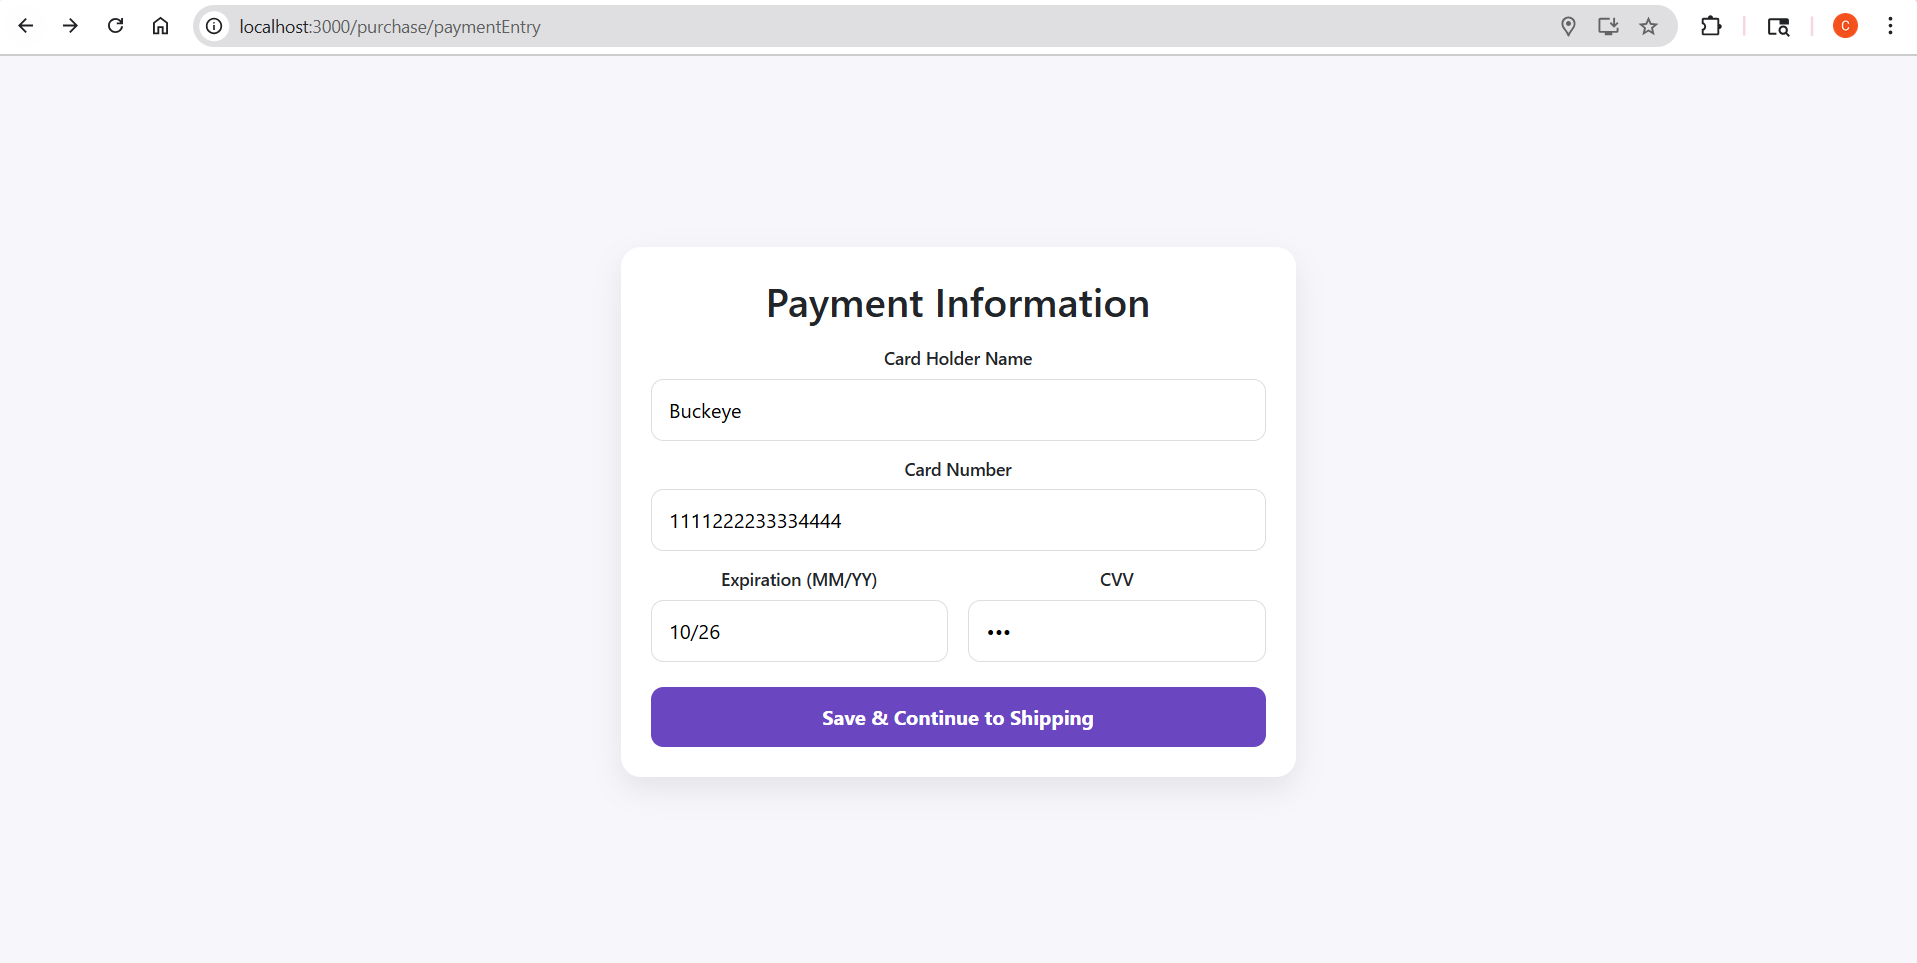 localhost:3000/purchase/paymentEntry
C
Payment Information
Card Holder Name
Buckeye
Card Number
1111222233334444
Expiration (MM/YY) CVV
10/26 •••
Save & Continue to Shipping